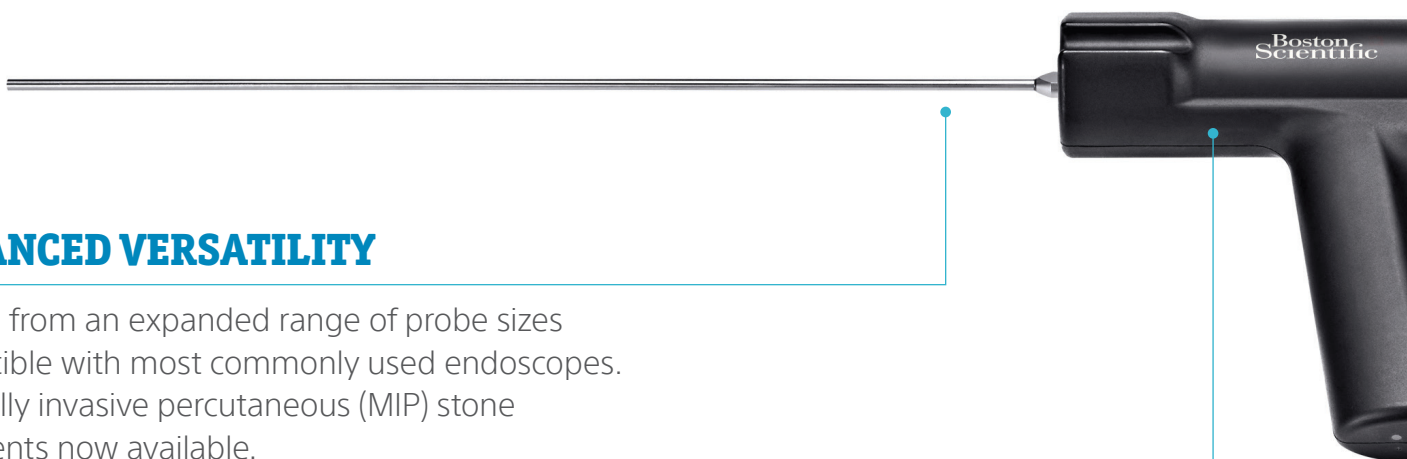 Boston
Scientific
ANCED VERSATILITY
from an expanded range of probe sizes
tible with most commonly used endoscopes.
lly invasive percutaneous (MIP) stone
ents now available.